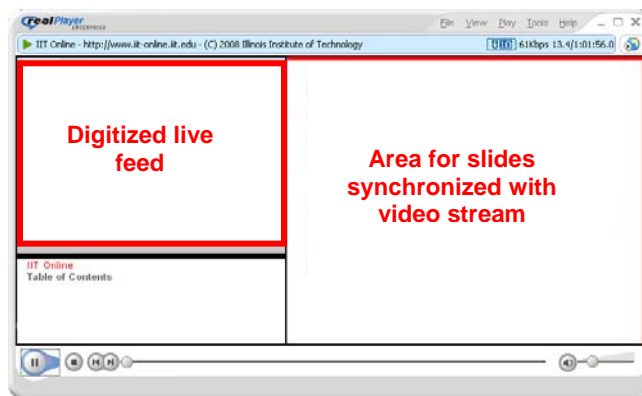 realPlayer
ENTERPRISE
File View Play Tools Help
IIT Online - http://www.iit-online.iit.edu - (C) 2008 Illinois Institute of Technology
61Kbps 13.4/1:01:56.0
Digitized live
feed
Area for slides
synchronized with
video stream
IIT Online
Table of Contents